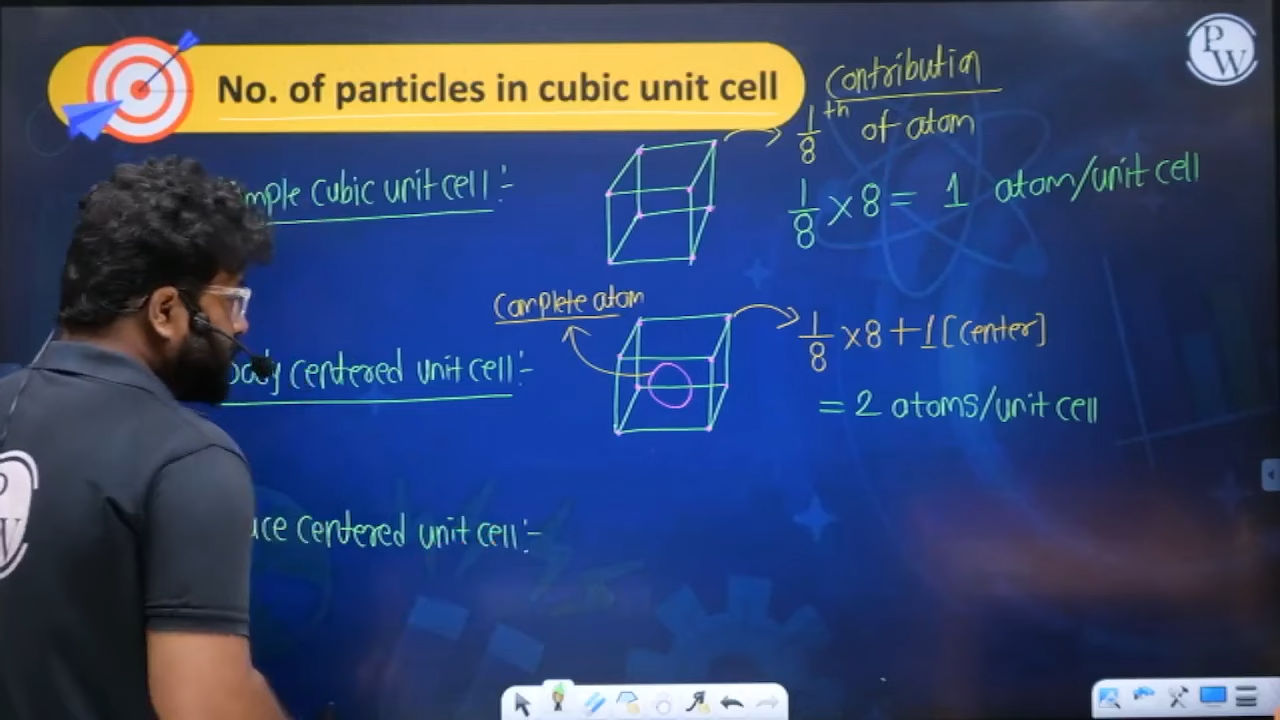 No. of particles in cubic unit cell
PW
Contribution
1/8 th of atom
mple cubic unit cell :-
1/8 × 8 = 1 atom/unit cell
Complete atom
1/8 × 8 + 1 [center]
ody centered unit cell :-
= 2 atoms/unit cell
ace centered unit cell :-
W